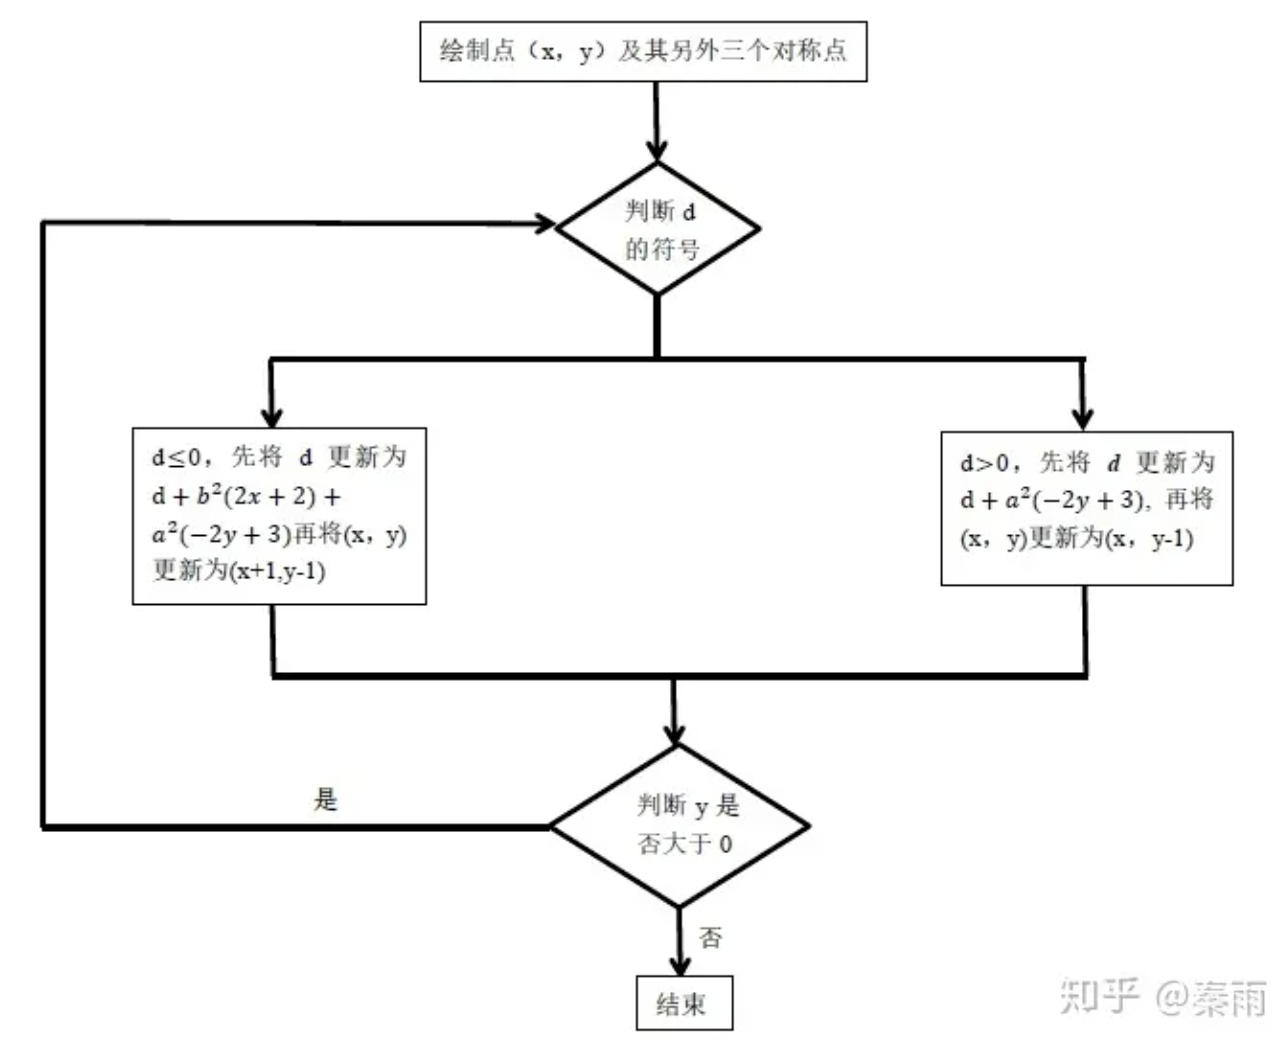 绘制点（x，y）及其另外三个对称点
判断 d
的符号
d≤0，先将 d 更新为
d + b²(2x + 2) +
a²(−2y + 3)再将(x，y)
更新为(x+1,y-1)
d>0，先将 d 更新为
d + a²(−2y + 3), 再将
(x，y)更新为(x，y-1)
是
判断 y 是
否大于 0
否
结束
知乎 @秦雨